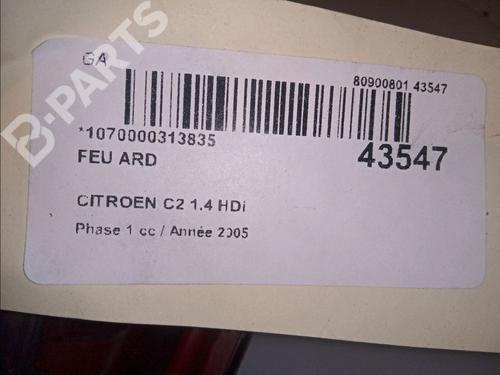 GA
80900801 43547
*1070000313835
43547
FEU ARD
CITROEN C2 1.4 HDi
Phase 1 cc / Année 2005
B-PARTS